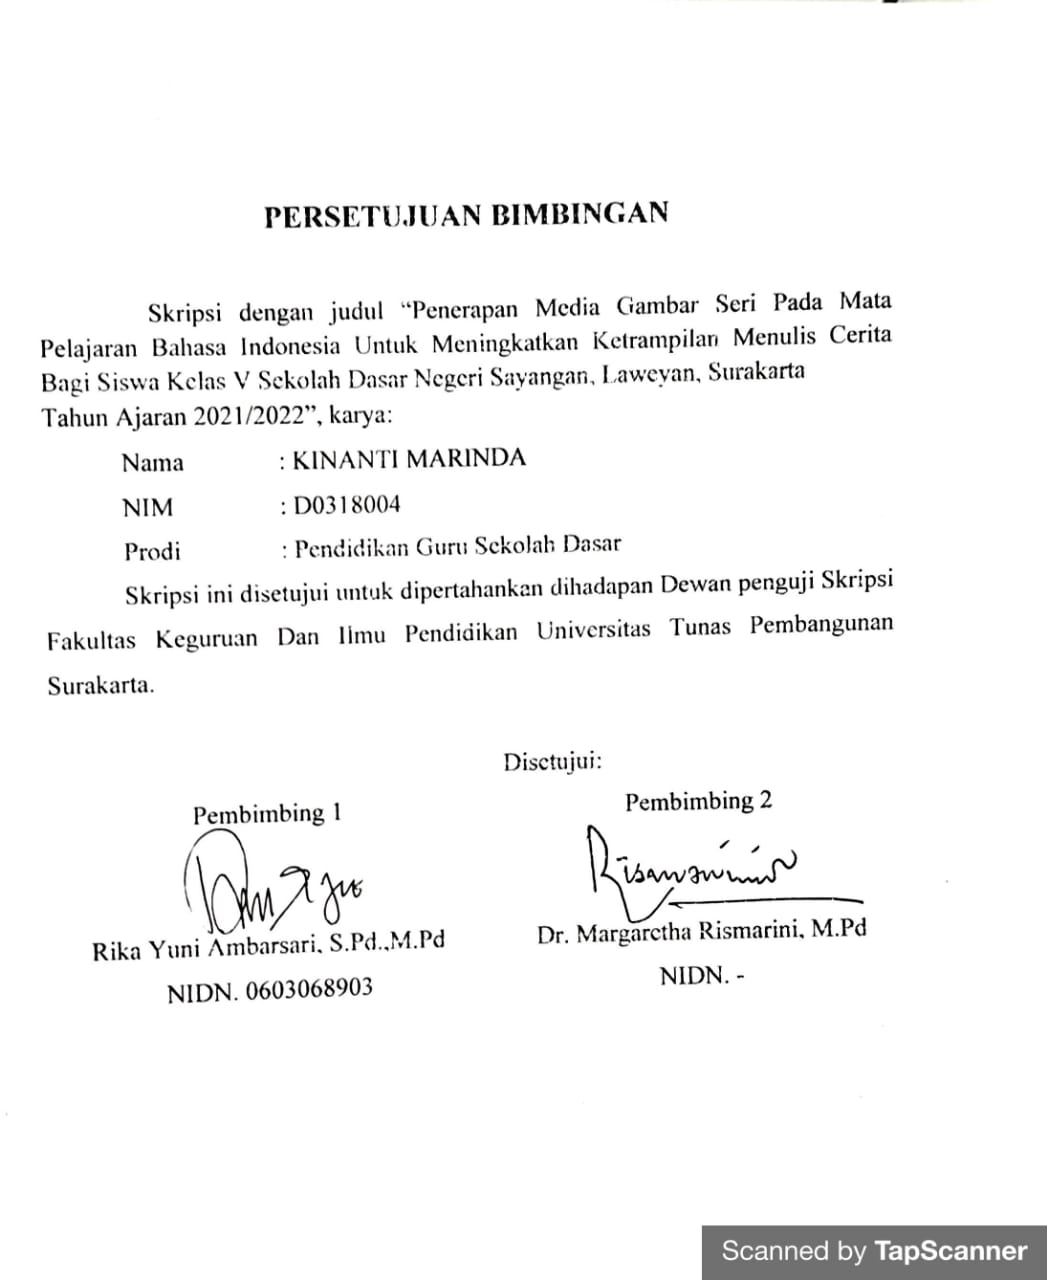 PERSETUJUAN BIMBINGAN
Skripsi dengan judul “Penerapan Media Gambar Seri Pada Mata
Pelajaran Bahasa Indonesia Untuk Meningkatkan Ketrampilan Menulis Cerita
Bagi Siswa Kelas V Sekolah Dasar Negeri Sayangan, Laweyan, Surakarta
Tahun Ajaran 2021/2022”, karya:
Nama : KINANTI MARINDA
NIM : D0318004
Prodi : Pendidikan Guru Sekolah Dasar
Skripsi ini disetujui untuk dipertahankan dihadapan Dewan penguji Skripsi
Fakultas Keguruan Dan Ilmu Pendidikan Universitas Tunas Pembangunan
Surakarta.
Disetujui:
Pembimbing 1
Rika Yuni Ambarsari, S.Pd.,M.Pd
NIDN. 0603068903
Pembimbing 2
Dr. Margaretha Rismarini, M.Pd
NIDN. -
Scanned by TapScanner